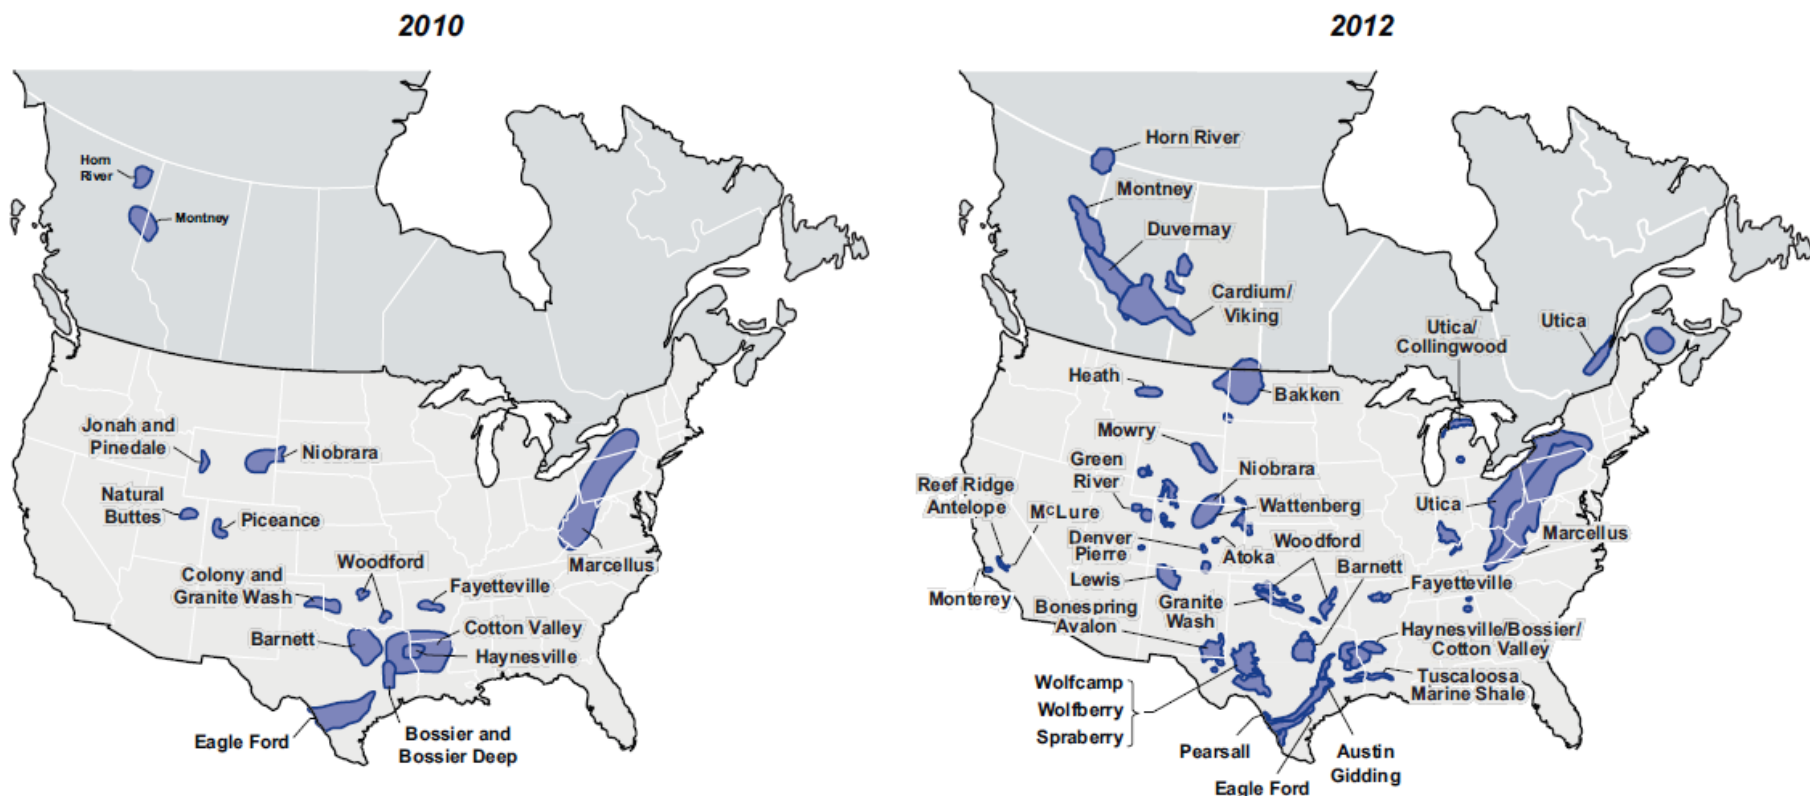 2010
Horn
River
Montney
Jonah and
Pinedale
Niobrara
Natural
Buttes
Piceance
Woodford
Marcellus
Colony and
Granite Wash
Fayetteville
Barnett
Cotton Valley
Haynesville
Eagle Ford
Bossier and
Bossier Deep
2012
Horn River
Montney
Duvernay
Cardium/
Viking
Utica/
Collingwood
Utica
Heath
Bakken
Mowry
Green
River
Niobrara
Reef Ridge
Antelope
McLure
Wattenberg
Utica
Marcellus
Denver
Pierre
Atoka
Woodford
Barnett
Lewis
Fayetteville
Monterey
Bonespring
Avalon
Granite
Wash
Haynesville/Bossier/
Cotton Valley
Tuscaloosa
Marine Shale
Wolfcamp
Wolfberry
Spraberry
Pearsall
Austin
Gidding
Eagle Ford